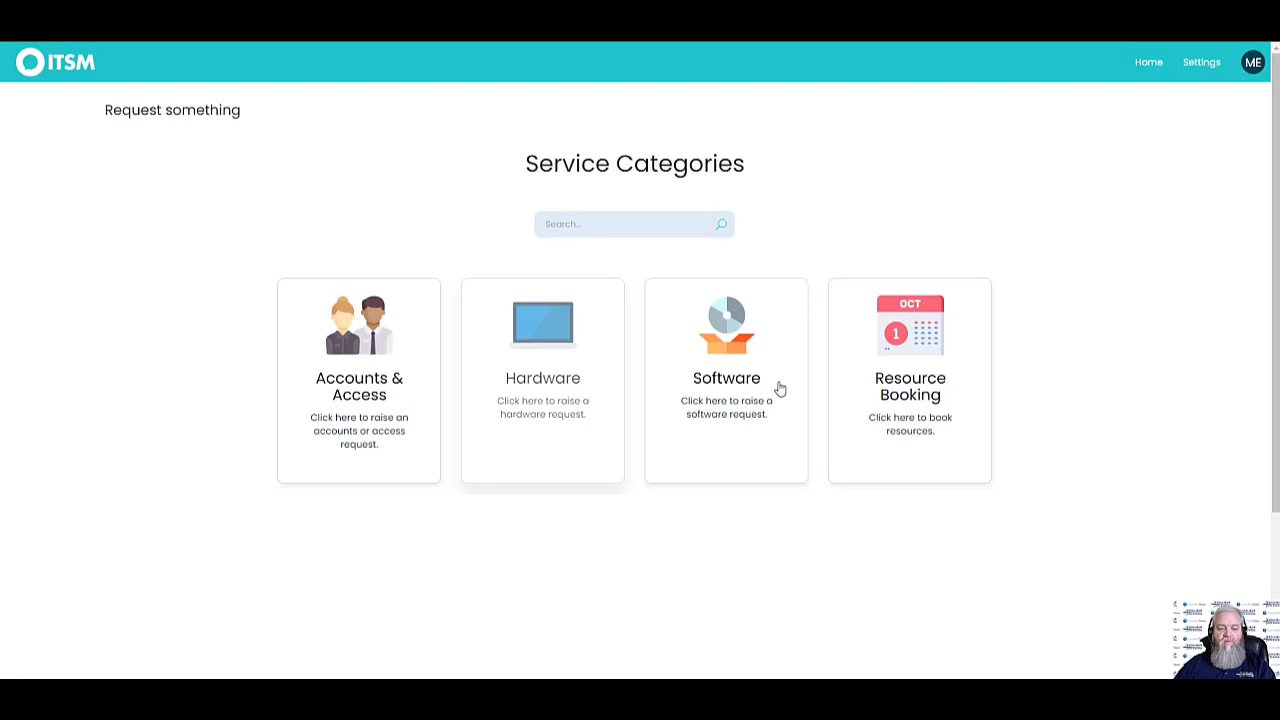 ITSM
Home
Settings
ME
Request something
Service Categories
Search...
Accounts &
Access
Click here to raise an
accounts or access
request.
Hardware
Click here to raise a
hardware request.
Software
Click here to raise a
software request.
OCT
1
Resource
Booking
Click here to book
resources.